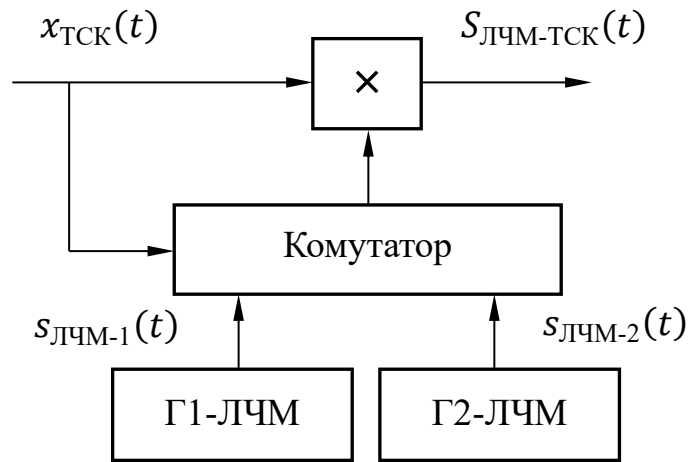 x_ТСК(t)
S_ЛЧМ-ТСК(t)
×
Комутатор
s_ЛЧМ-1(t)
s_ЛЧМ-2(t)
Г1-ЛЧМ
Г2-ЛЧМ